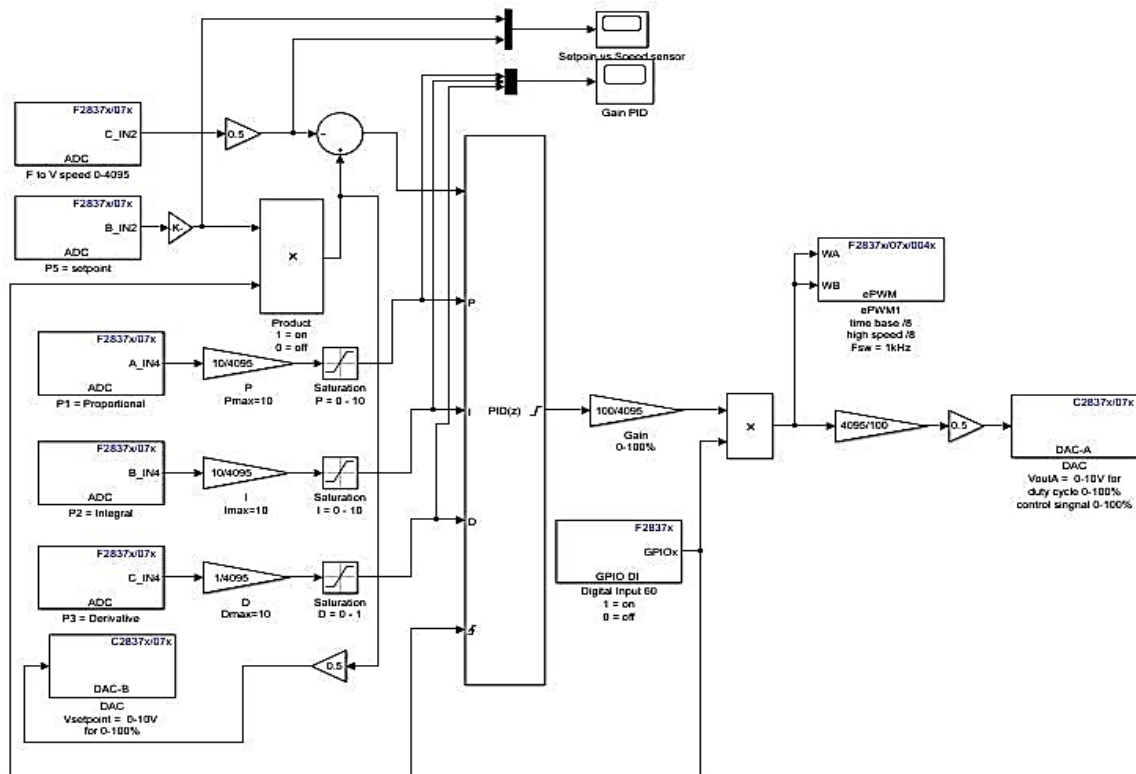 Setpoin vs Speed sensor
Gain PID
F2837x/07x
C_IN2
ADC
F to V speed 0-4095
0.5
-
+
F2837x/07x
B_IN2
ADC
P5 = setpoint
-K-
×
Product
1 = on
0 = off
F2837x/07x
A_IN4
ADC
P1 = Proportional
10/4095
P
Pmax=10
Saturation
P = 0 - 10
F2837x/07x
B_IN4
ADC
P2 = Integral
10/4095
I
Imax=10
Saturation
I = 0 - 10
F2837x/07x
C_IN4
ADC
P3 = Derivative
1/4095
D
Dmax=10
Saturation
D = 0 - 1
C2837x/07x
DAC-B
DAC
Vsetpoint = 0-10V
for 0-100%
0.5
P
I
D
PID(z)
100/4095
Gain
0-100%
×
F2837x
GPIOx
GPIO DI
Digital Input 60
1 = on
0 = off
F2837x/07x/004x
WA
WB
ePWM
ePWM1
time base /8
high speed /8
Fsw = 1kHz
4095/100
0.5
C2837x/07x
DAC-A
DAC
VoutA = 0-10V for
duty cycle 0-100%
control singnal 0-100%